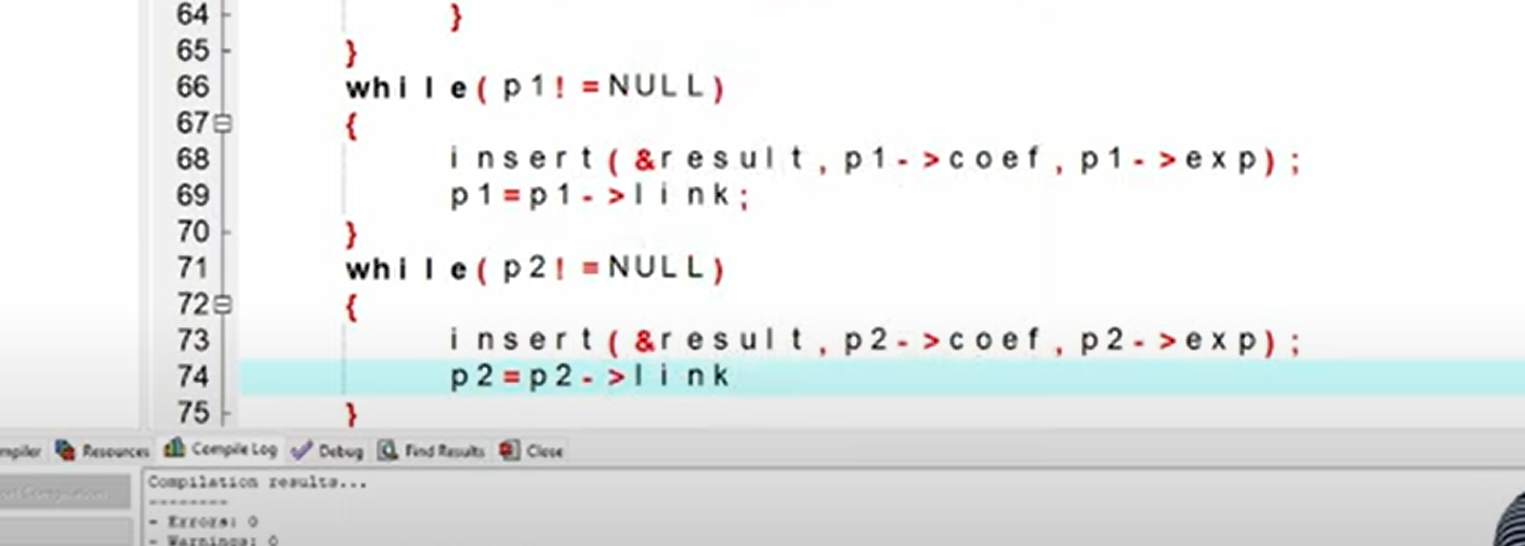 64 }
65 }
66 while(p1!=NULL)
67 {
68 insert(&result,p1->coef,p1->exp);
69 p1=p1->link;
70 }
71 while(p2!=NULL)
72 {
73 insert(&result,p2->coef,p2->exp);
74 p2=p2->link
75 }
mpiler Resources Compile Log Debug Find Results Close
Compilation results...
--------
- Errors: 0
- Warnings: 0